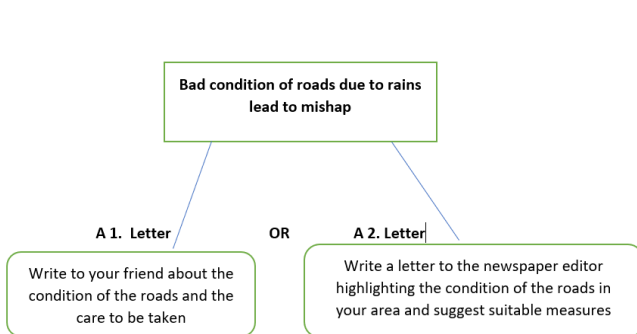 Bad condition of roads due to rains
lead to mishap
A 1. Letter OR A 2. Letter
Write to your friend about the
condition of the roads and the
care to be taken
Write a letter to the newspaper editor
highlighting the condition of the roads in
your area and suggest suitable measures